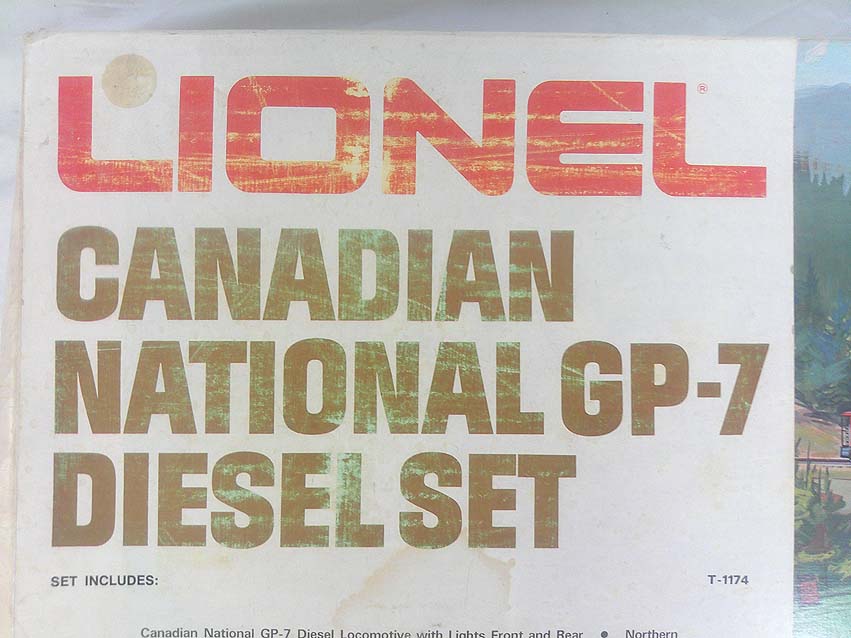 LIONEL®
CANADIAN
NATIONAL GP-7
DIESEL SET
SET INCLUDES: T-1174
Canadian National GP-7 Diesel Locomotive with Lights Front and Rear • Northern